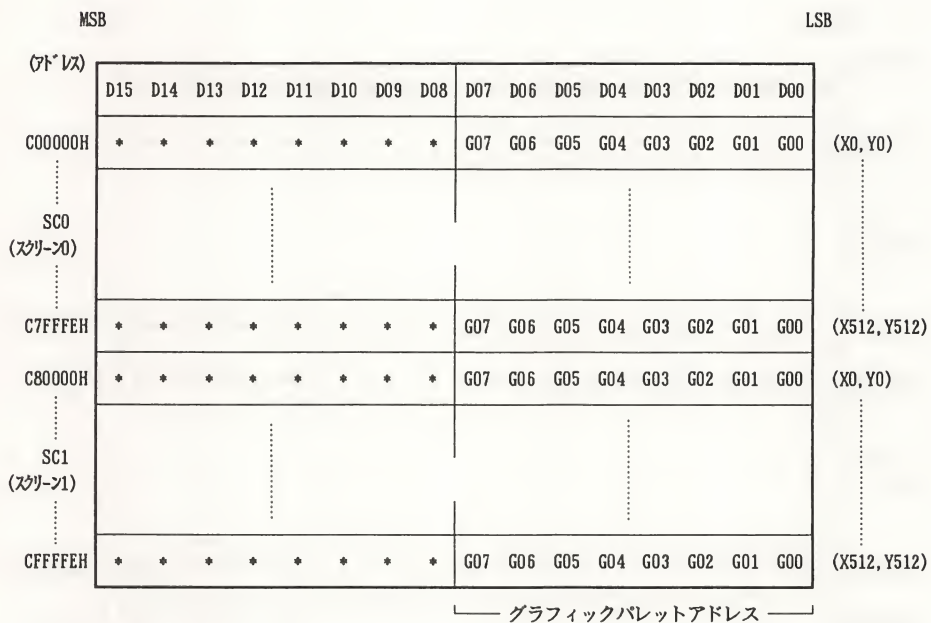 MSB LSB
(アドレス)
D15 D14 D13 D12 D11 D10 D09 D08 D07 D06 D05 D04 D03 D02 D01 D00
C00000H * * * * * * * * G07 G06 G05 G04 G03 G02 G01 G00 (X0,Y0)
SC0
(スクリーン0)
C7FFFEH * * * * * * * * G07 G06 G05 G04 G03 G02 G01 G00 (X512,Y512)
C80000H * * * * * * * * G07 G06 G05 G04 G03 G02 G01 G00 (X0,Y0)
SC1
(スクリーン1)
CFFFFEH * * * * * * * * G07 G06 G05 G04 G03 G02 G01 G00 (X512,Y512)
グラフィックパレットアドレス